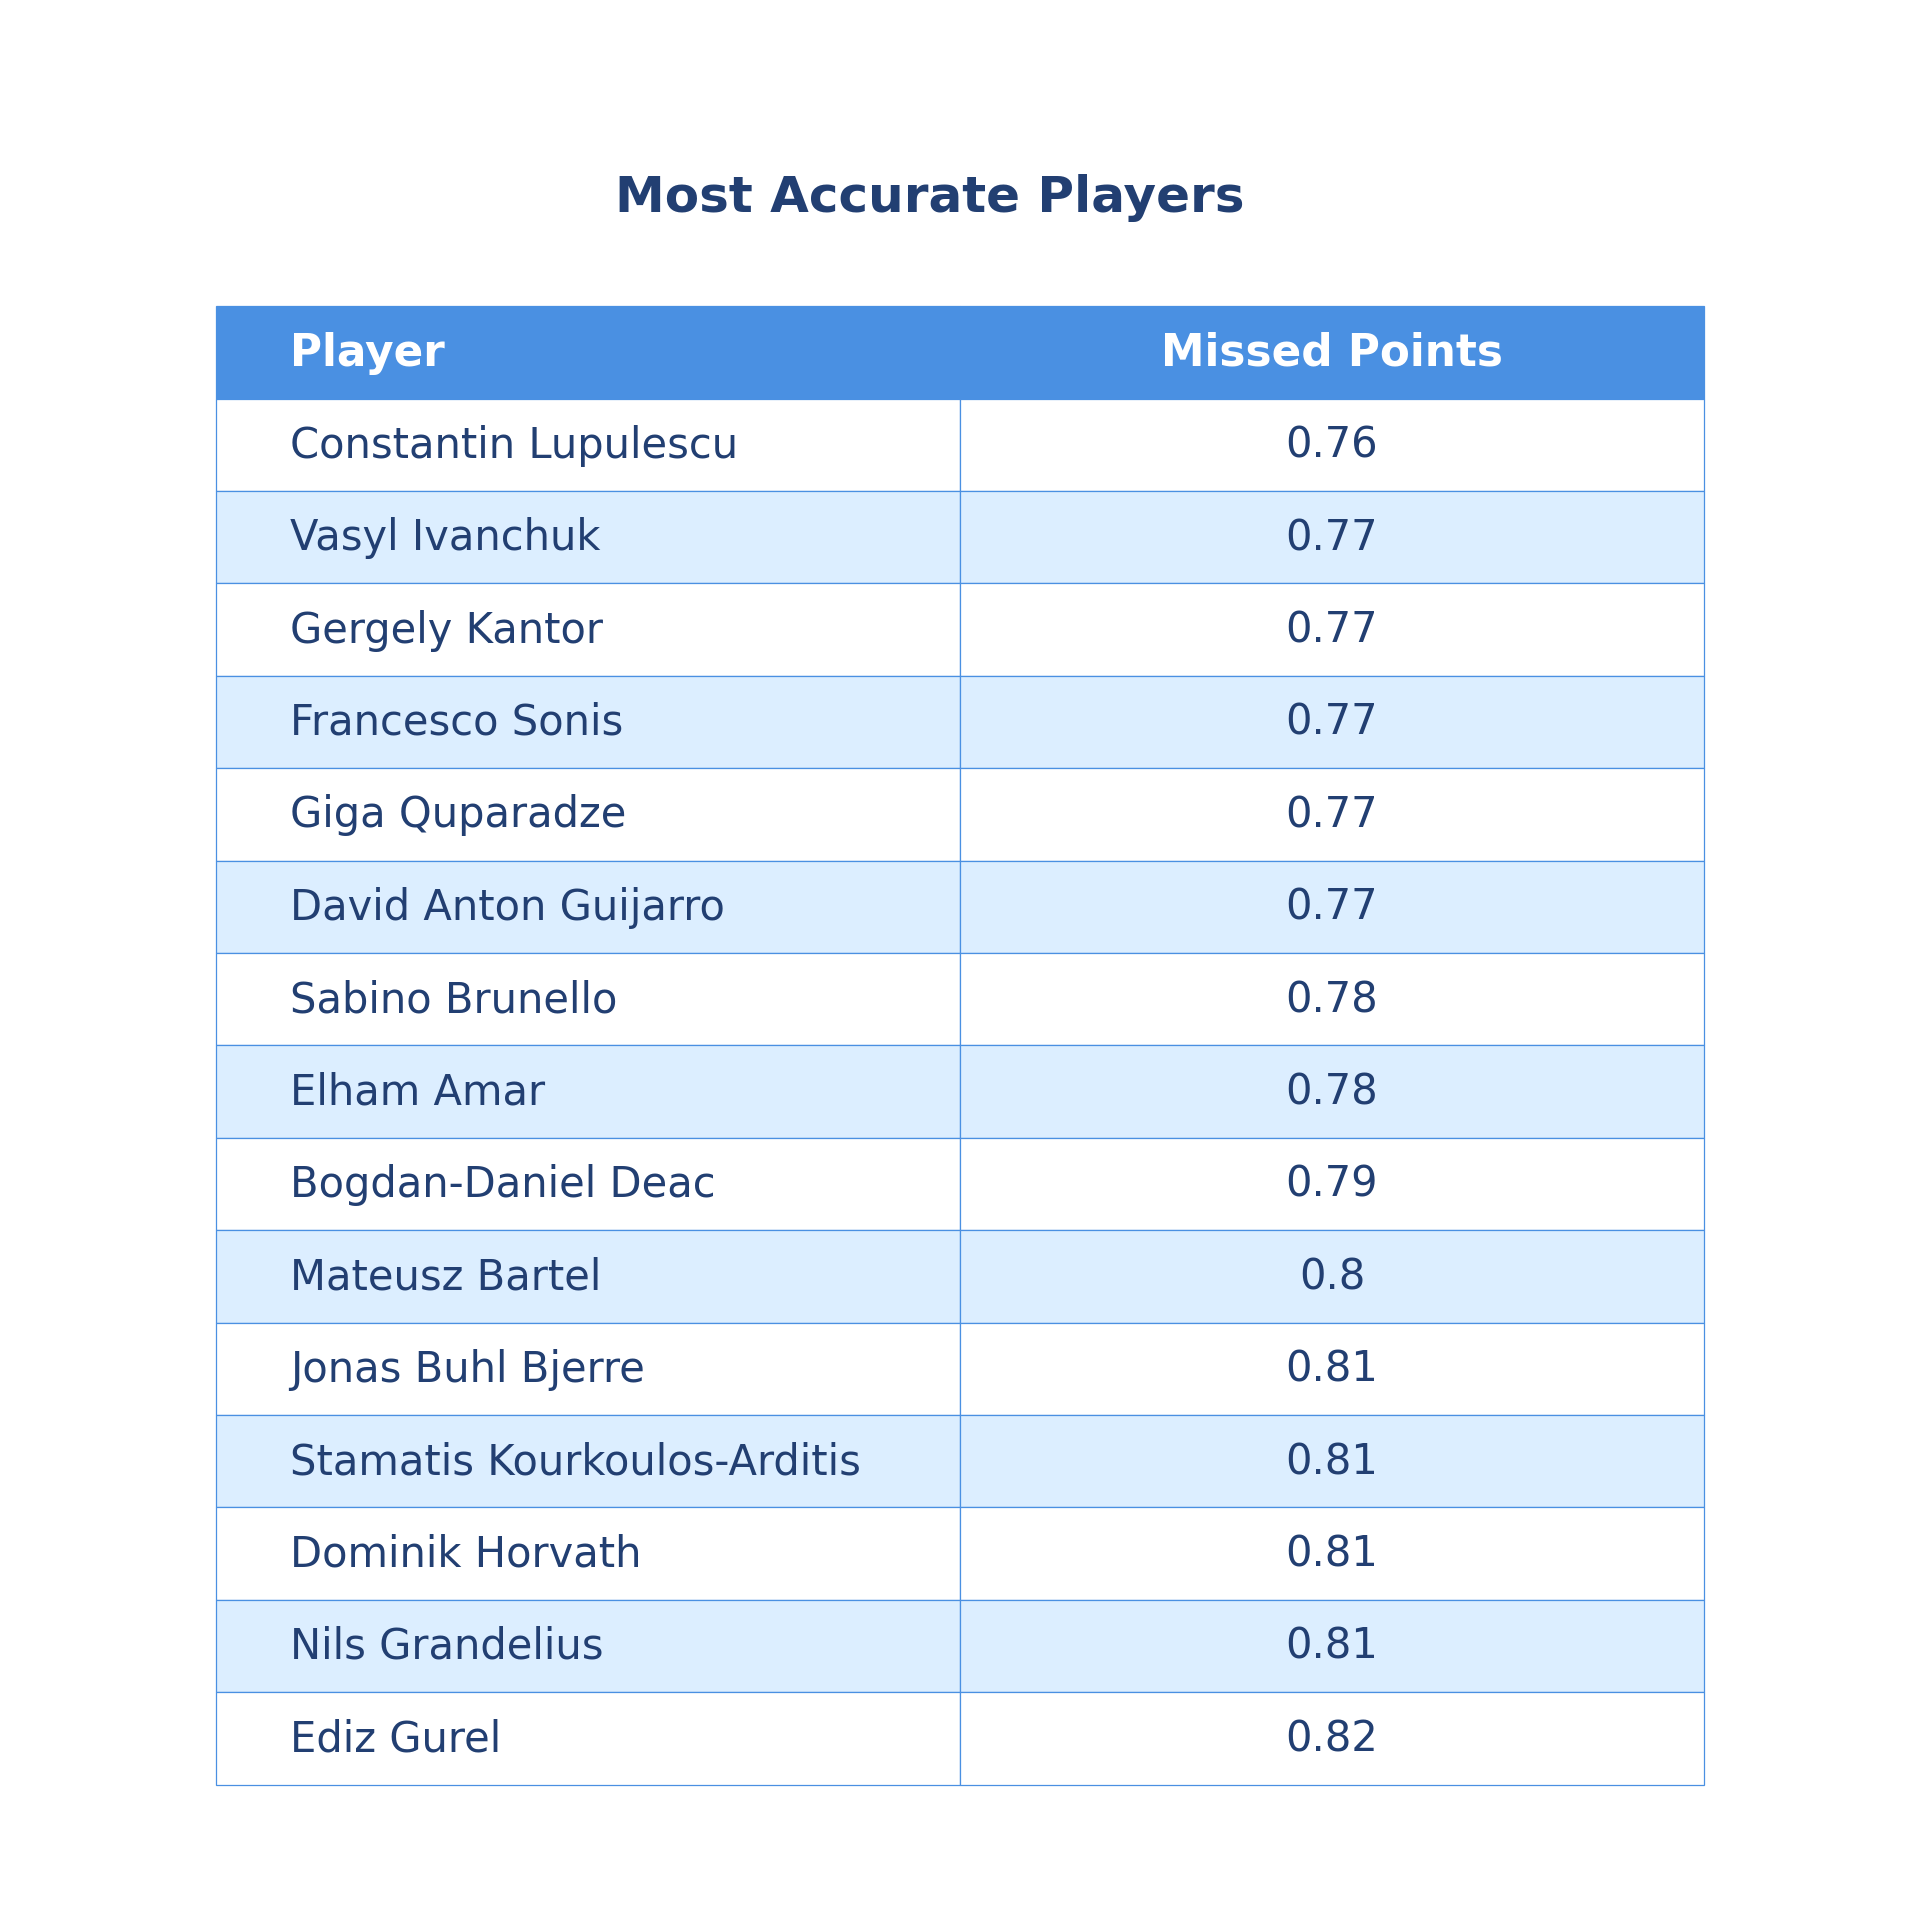 Most Accurate Players
Player Missed Points
Constantin Lupulescu 0.76
Vasyl Ivanchuk 0.77
Gergely Kantor 0.77
Francesco Sonis 0.77
Giga Quparadze 0.77
David Anton Guijarro 0.77
Sabino Brunello 0.78
Elham Amar 0.78
Bogdan-Daniel Deac 0.79
Mateusz Bartel 0.8
Jonas Buhl Bjerre 0.81
Stamatis Kourkoulos-Arditis 0.81
Dominik Horvath 0.81
Nils Grandelius 0.81
Ediz Gurel 0.82